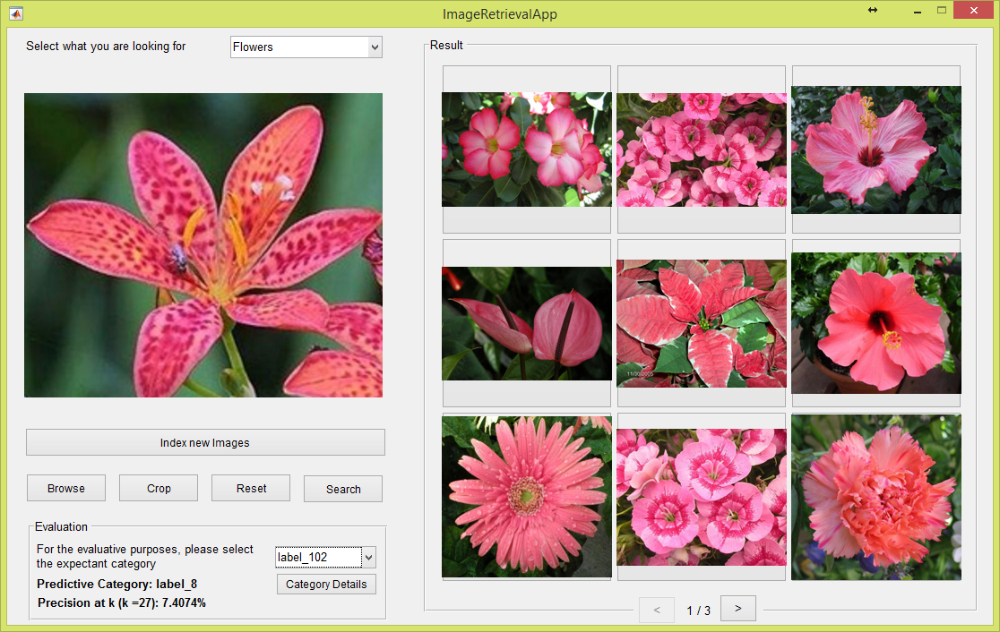 ImageRetrievalApp
Select what you are looking for
Flowers
Index new Images
Browse
Crop
Reset
Search
Evaluation
For the evaluative purposes, please select
the expectant category
label_102
Predictive Category: label_8
Category Details
Precision at k (k =27): 7.4074%
Result
11/30/2005
<
1 / 3
>